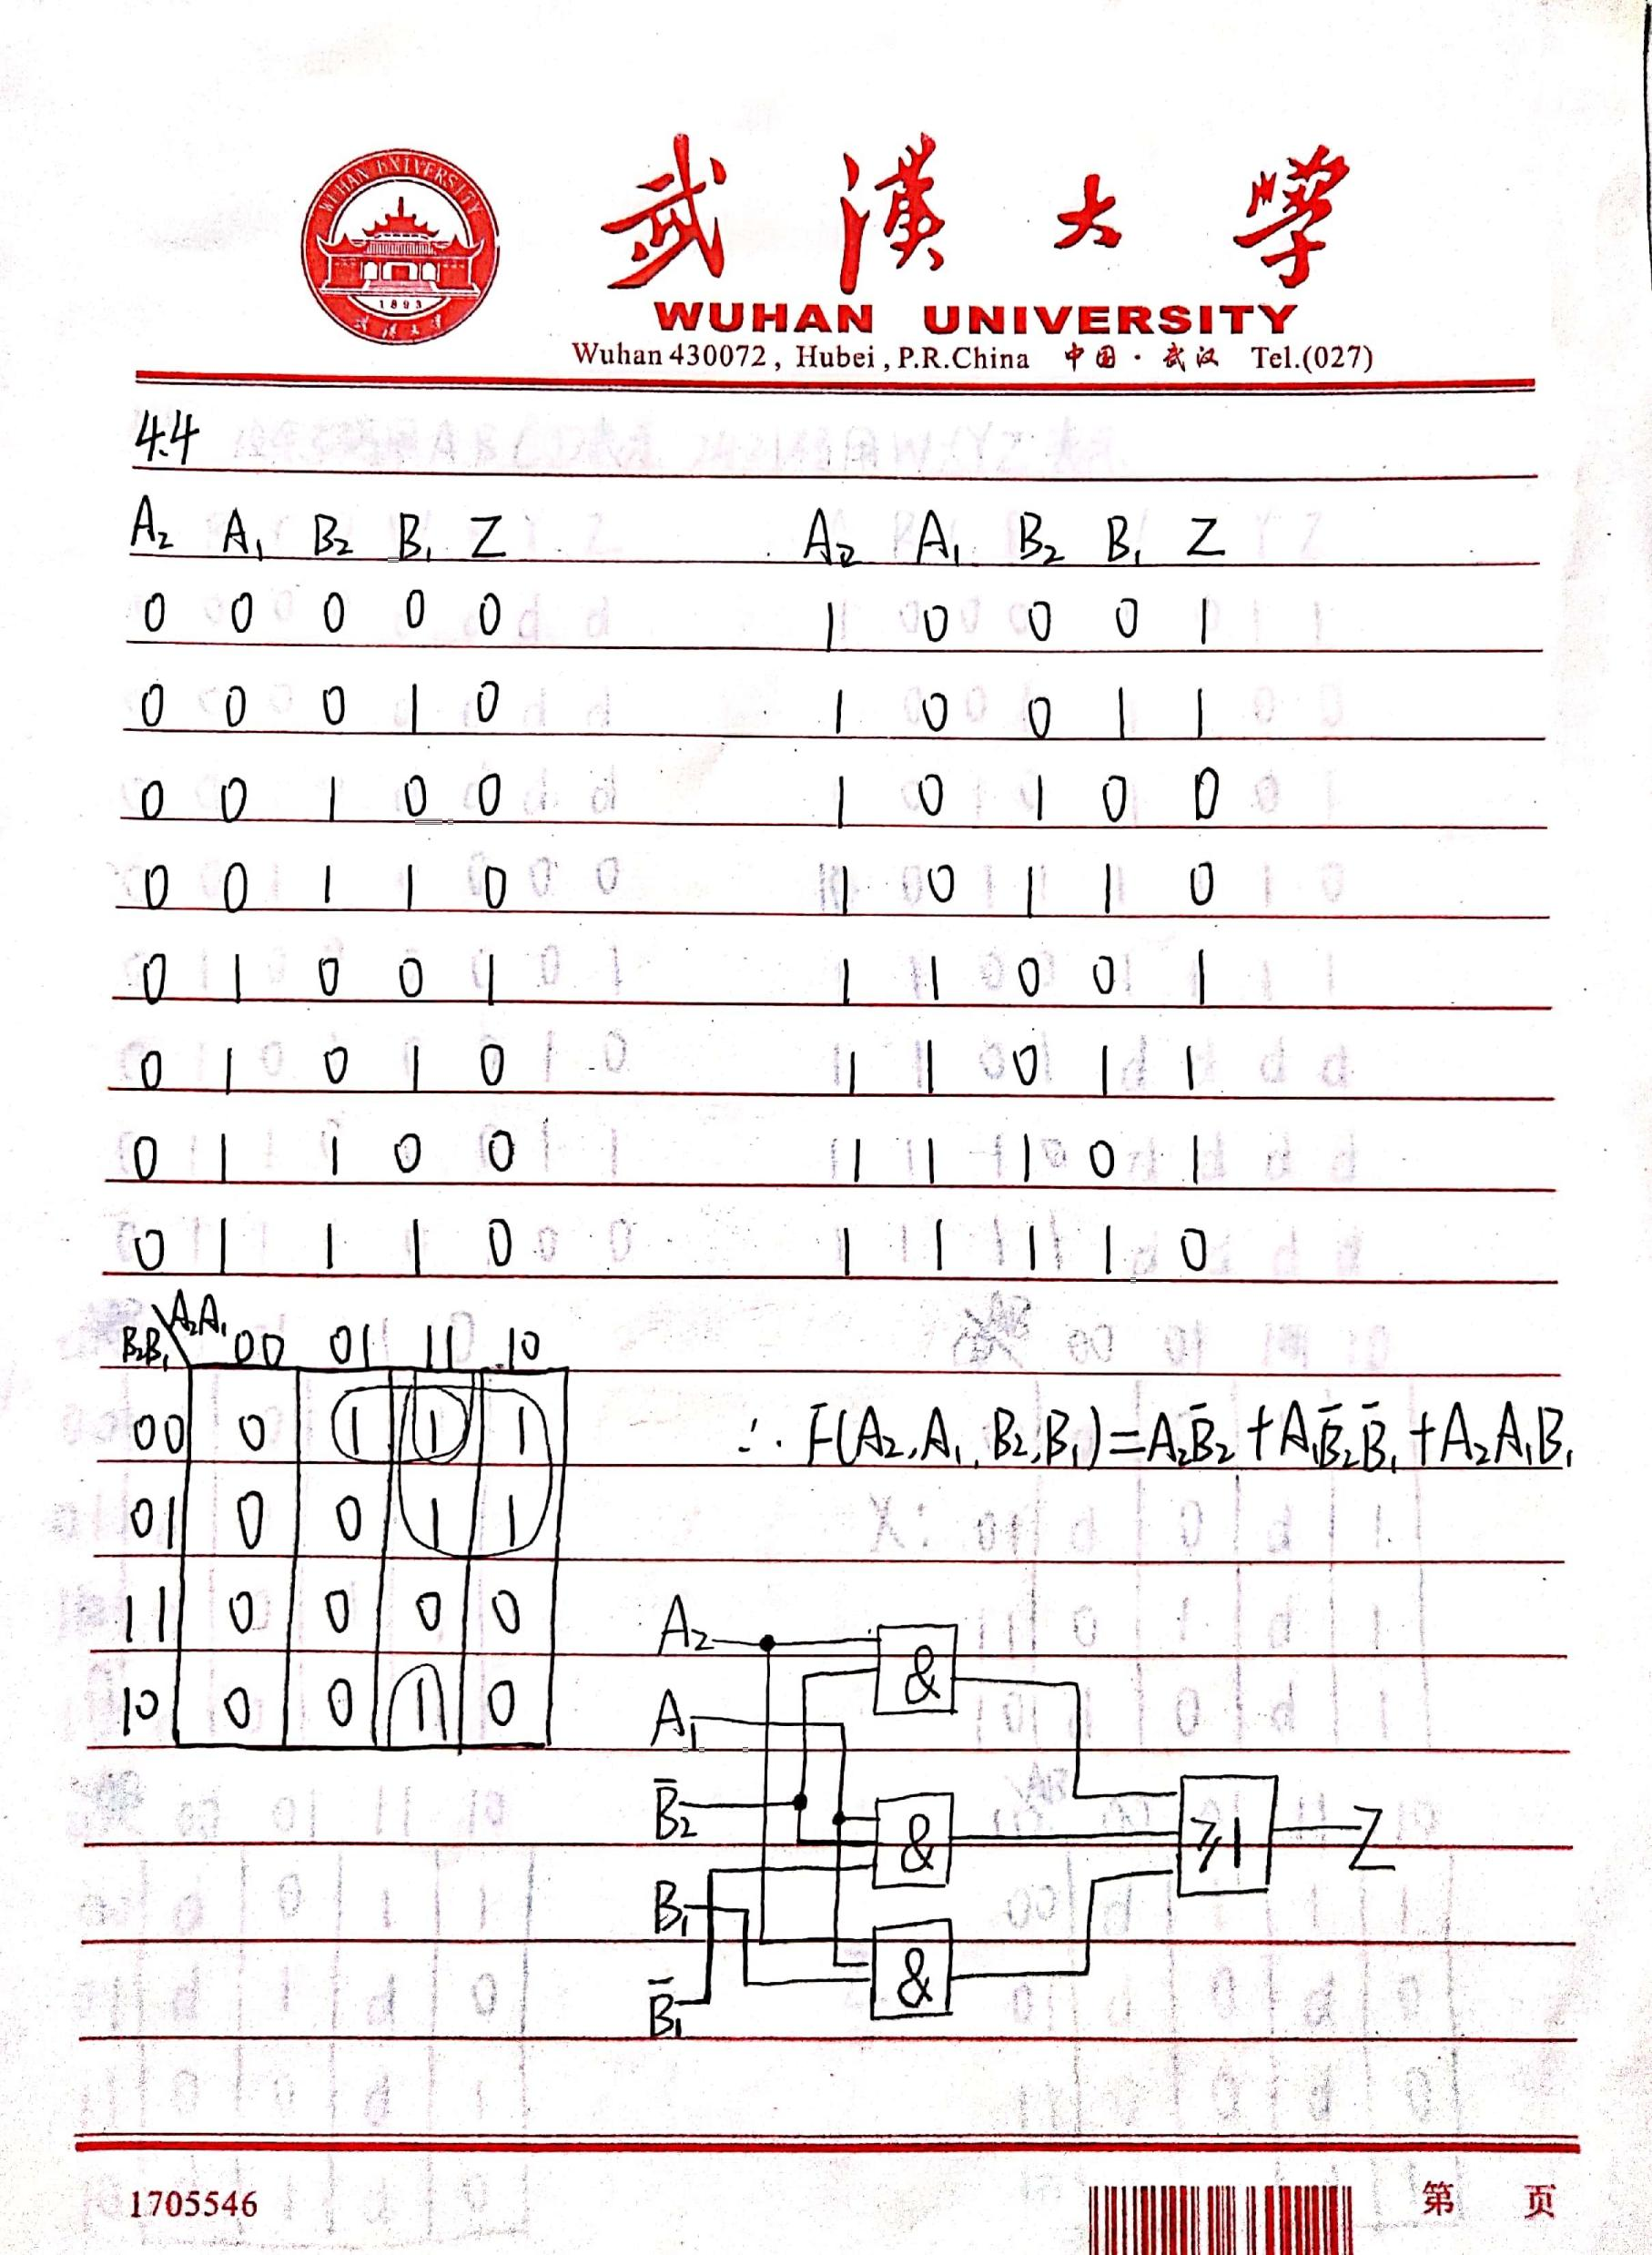 WUHAN UNIVERSITY
1893
武漢大學
武漢大學
WUHAN UNIVERSITY
Wuhan 430072, Hubei, P.R.China 中国·武汉 Tel.(027)
4.4
A₂ A₁ B₂ B₁ Z A₂ A₁ B₂ B₁ Z
0 0 0 0 0 1 0 0 0 1
0 0 0 1 0 1 0 0 1 1
0 0 1 0 0 1 0 1 0 0
0 0 1 1 0 1 0 1 1 0
0 1 0 0 1 1 1 0 0 1
0 1 0 1 0 1 1 0 1 1
0 1 1 0 0 1 1 1 0 1
0 1 1 1 0 1 1 1 1 0
B₂B₁\A₂A₁ 00 01 11 10
00 0 1 1 1
01 0 0 1 1
11 0 0 0 0
10 0 0 1 0
∴ F(A₂,A₁,B₂,B₁)=A₂B̄₂+A₁B̄₂B̄₁+A₂A₁B₁
A₂
&
A₁
B̄₂
&
≥1
Z
B₁
&
B̄₁
1705546
第 页